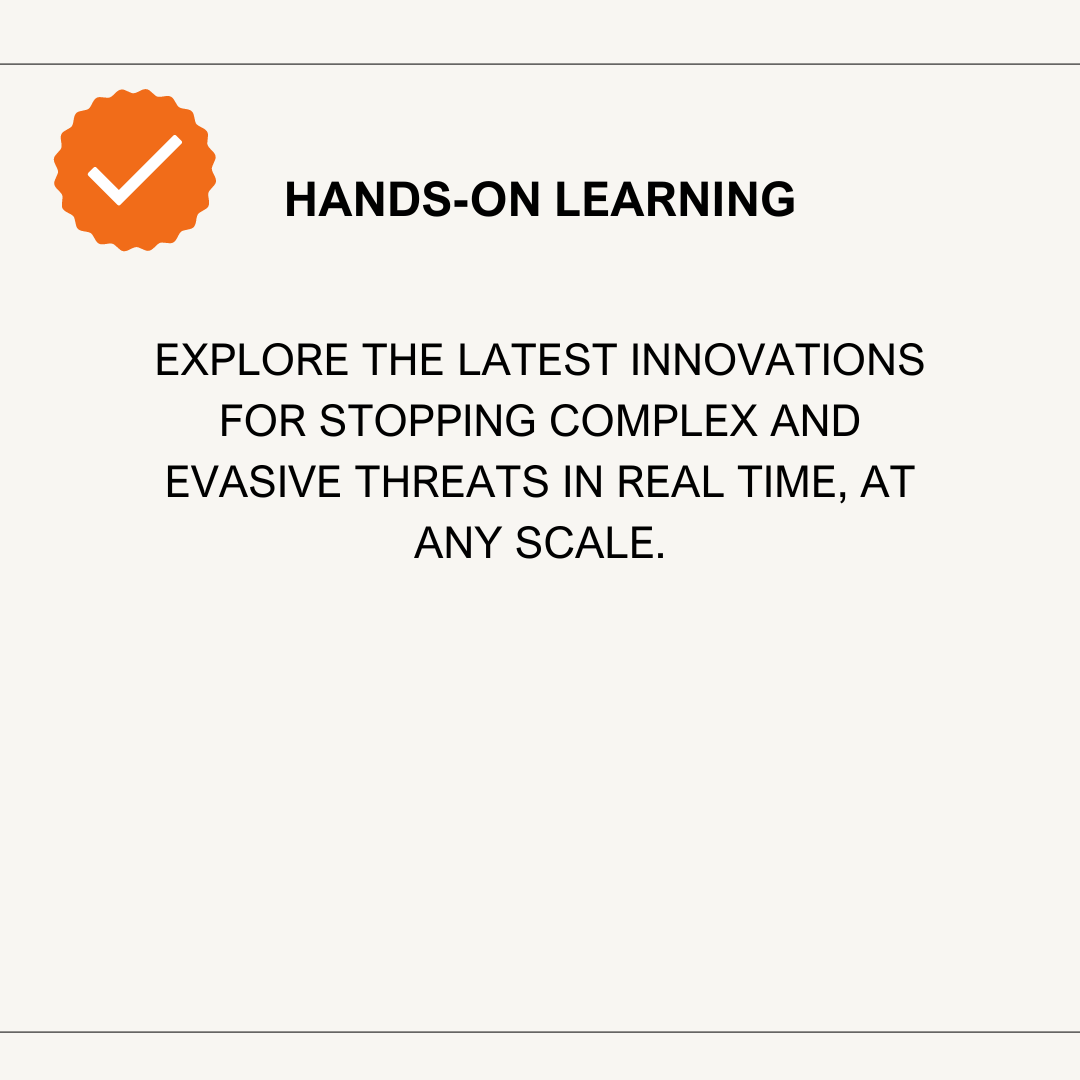 HANDS-ON LEARNING
EXPLORE THE LATEST INNOVATIONS
FOR STOPPING COMPLEX AND
EVASIVE THREATS IN REAL TIME, AT
ANY SCALE.